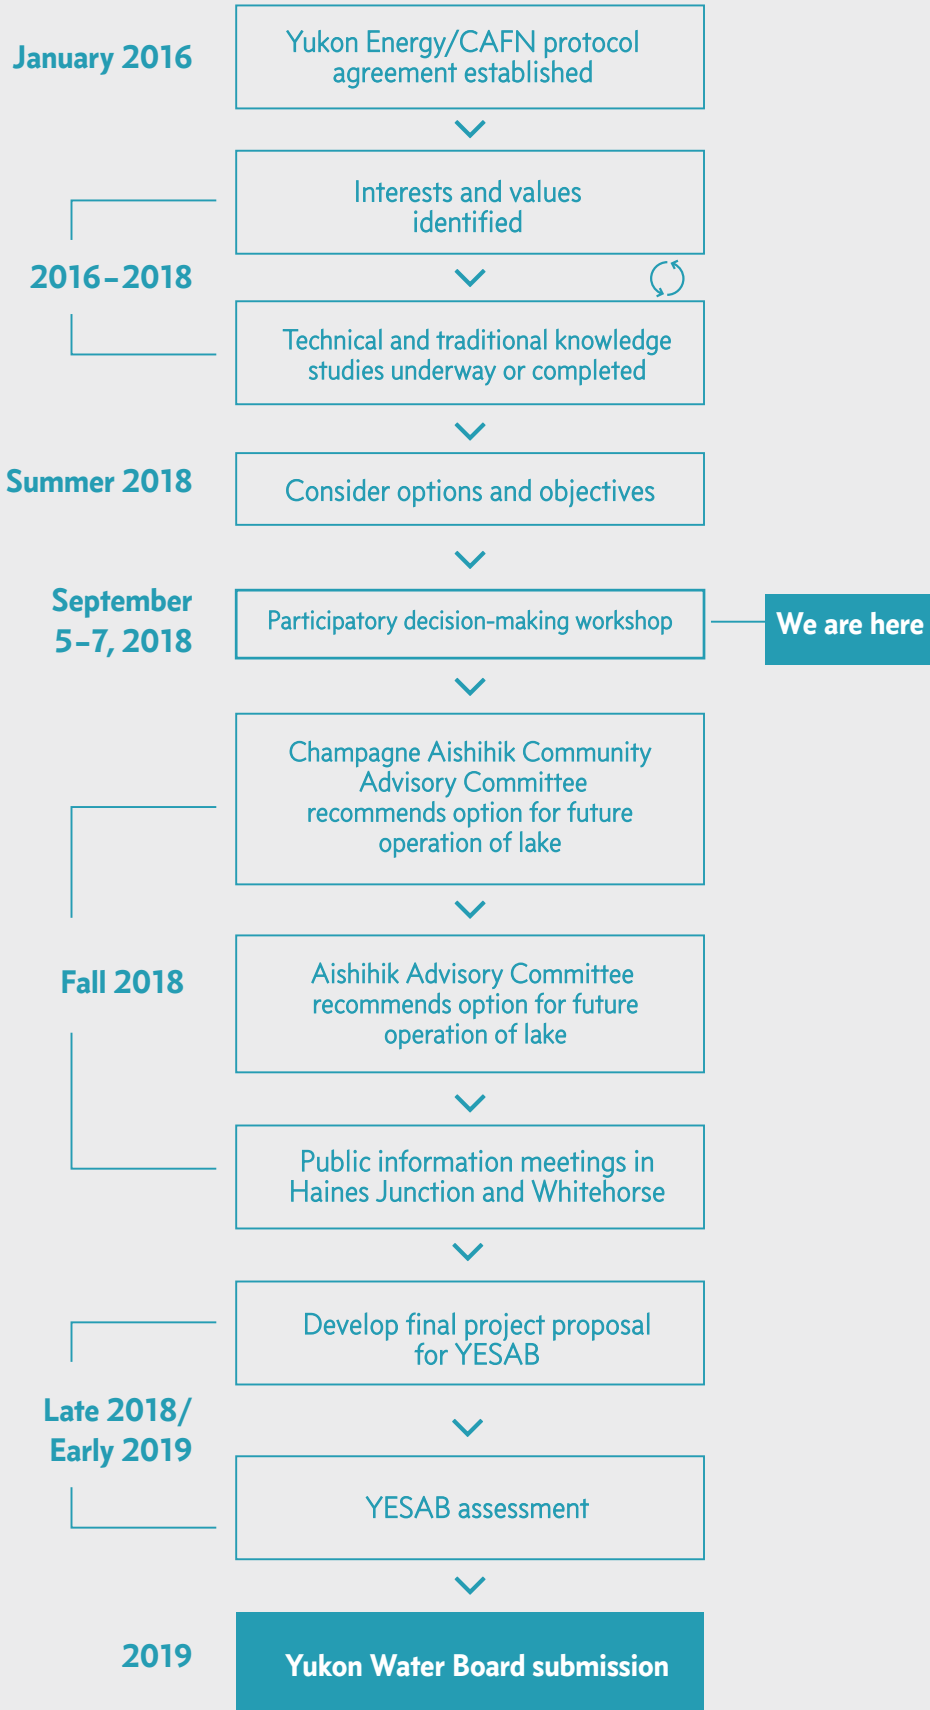 January 2016
Yukon Energy/CAFN protocol
agreement established
Interests and values
identified
2016–2018
Technical and traditional knowledge
studies underway or completed
Summer 2018
Consider options and objectives
September
5–7, 2018
Participatory decision-making workshop
We are here
Champagne Aishihik Community
Advisory Committee
recommends option for future
operation of lake
Fall 2018
Aishihik Advisory Committee
recommends option for future
operation of lake
Public information meetings in
Haines Junction and Whitehorse
Develop final project proposal
for YESAB
Late 2018/
Early 2019
YESAB assessment
2019
Yukon Water Board submission